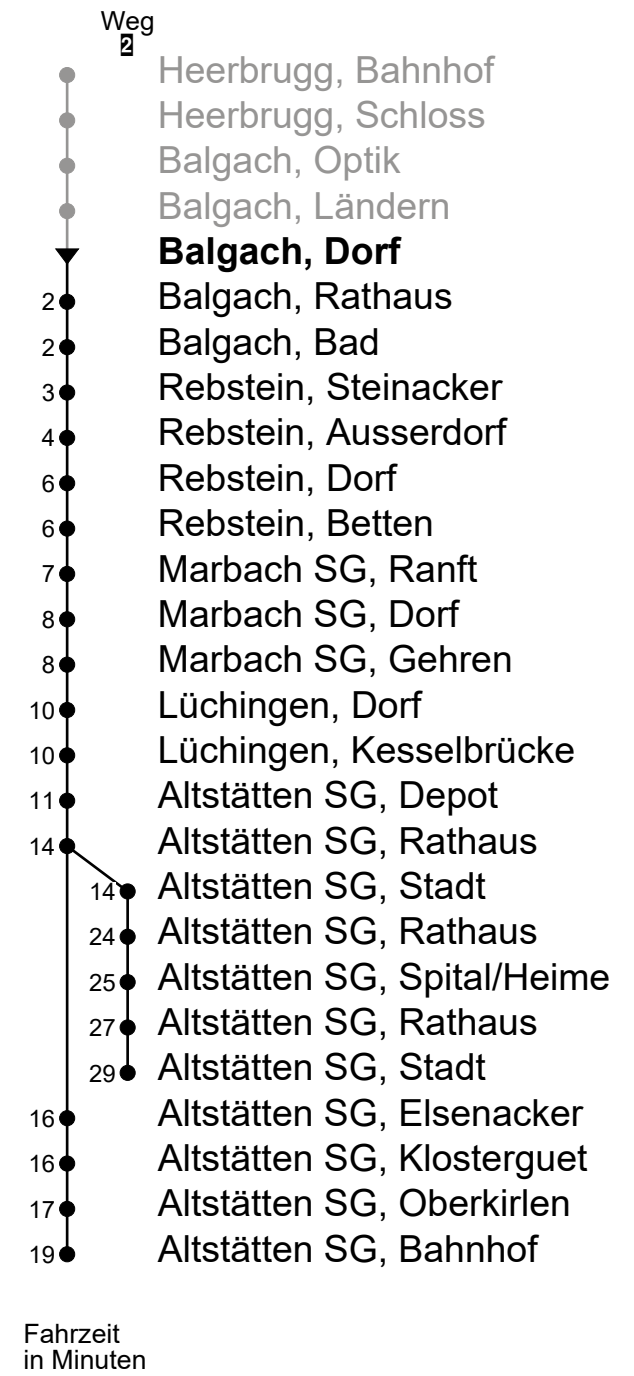 Weg
2
Heerbrugg, Bahnhof
Heerbrugg, Schloss
Balgach, Optik
Balgach, Ländern
Balgach, Dorf
2 Balgach, Rathaus
2 Balgach, Bad
3 Rebstein, Steinacker
4 Rebstein, Ausserdorf
6 Rebstein, Dorf
6 Rebstein, Betten
7 Marbach SG, Ranft
8 Marbach SG, Dorf
8 Marbach SG, Gehren
10 Lüchingen, Dorf
10 Lüchingen, Kesselbrücke
11 Altstätten SG, Depot
14 Altstätten SG, Rathaus
14 Altstätten SG, Stadt
24 Altstätten SG, Rathaus
25 Altstätten SG, Spital/Heime
27 Altstätten SG, Rathaus
29 Altstätten SG, Stadt
16 Altstätten SG, Elsenacker
16 Altstätten SG, Klosterguet
17 Altstätten SG, Oberkirlen
19 Altstätten SG, Bahnhof
Fahrzeit
in Minuten